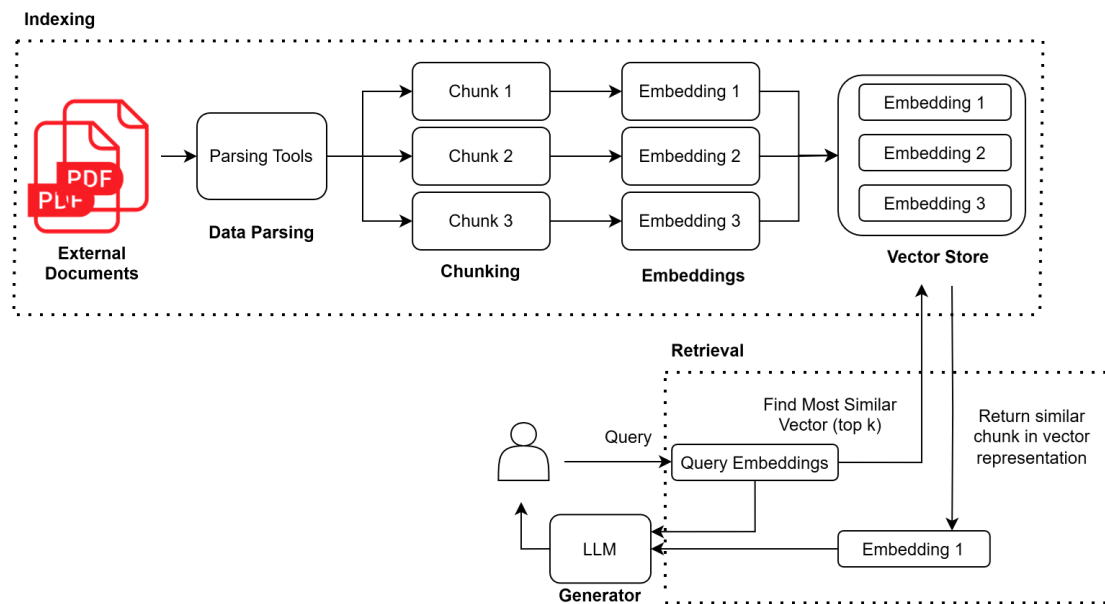 Indexing
PDF
PDF
External
Documents
Parsing Tools
Data Parsing
Chunk 1
Chunk 2
Chunk 3
Chunking
Embedding 1
Embedding 2
Embedding 3
Embeddings
Embedding 1
Embedding 2
Embedding 3
Vector Store
Retrieval
Find Most Similar
Vector (top k)
Return similar
chunk in vector
representation
Query
Query Embeddings
LLM
Generator
Embedding 1